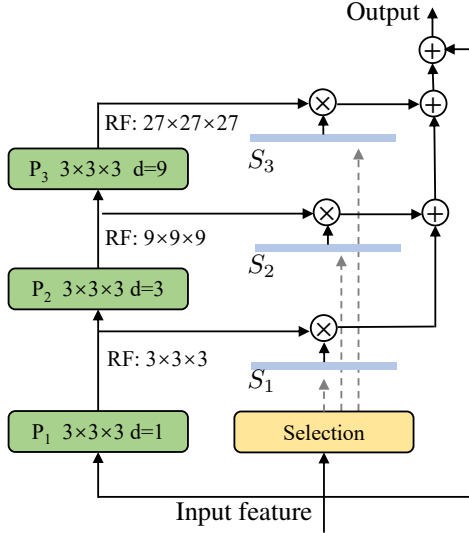 Output
RF: 27×27×27
P₃ 3×3×3 d=9
S₃
RF: 9×9×9
S₂
P₂ 3×3×3 d=3
RF: 3×3×3
S₁
P₁ 3×3×3 d=1
Selection
Input feature